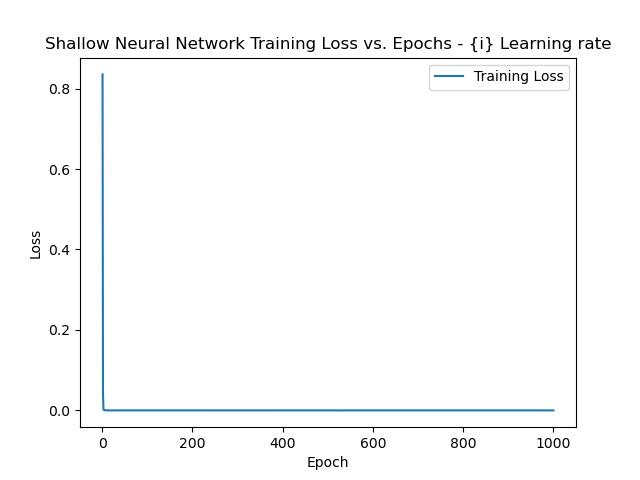 Shallow Neural Network Training Loss vs. Epochs - {i} Learning rate
Training Loss
0.8
0.6
0.4
0.2
0.0
Loss
0 200 400 600 800 1000
Epoch